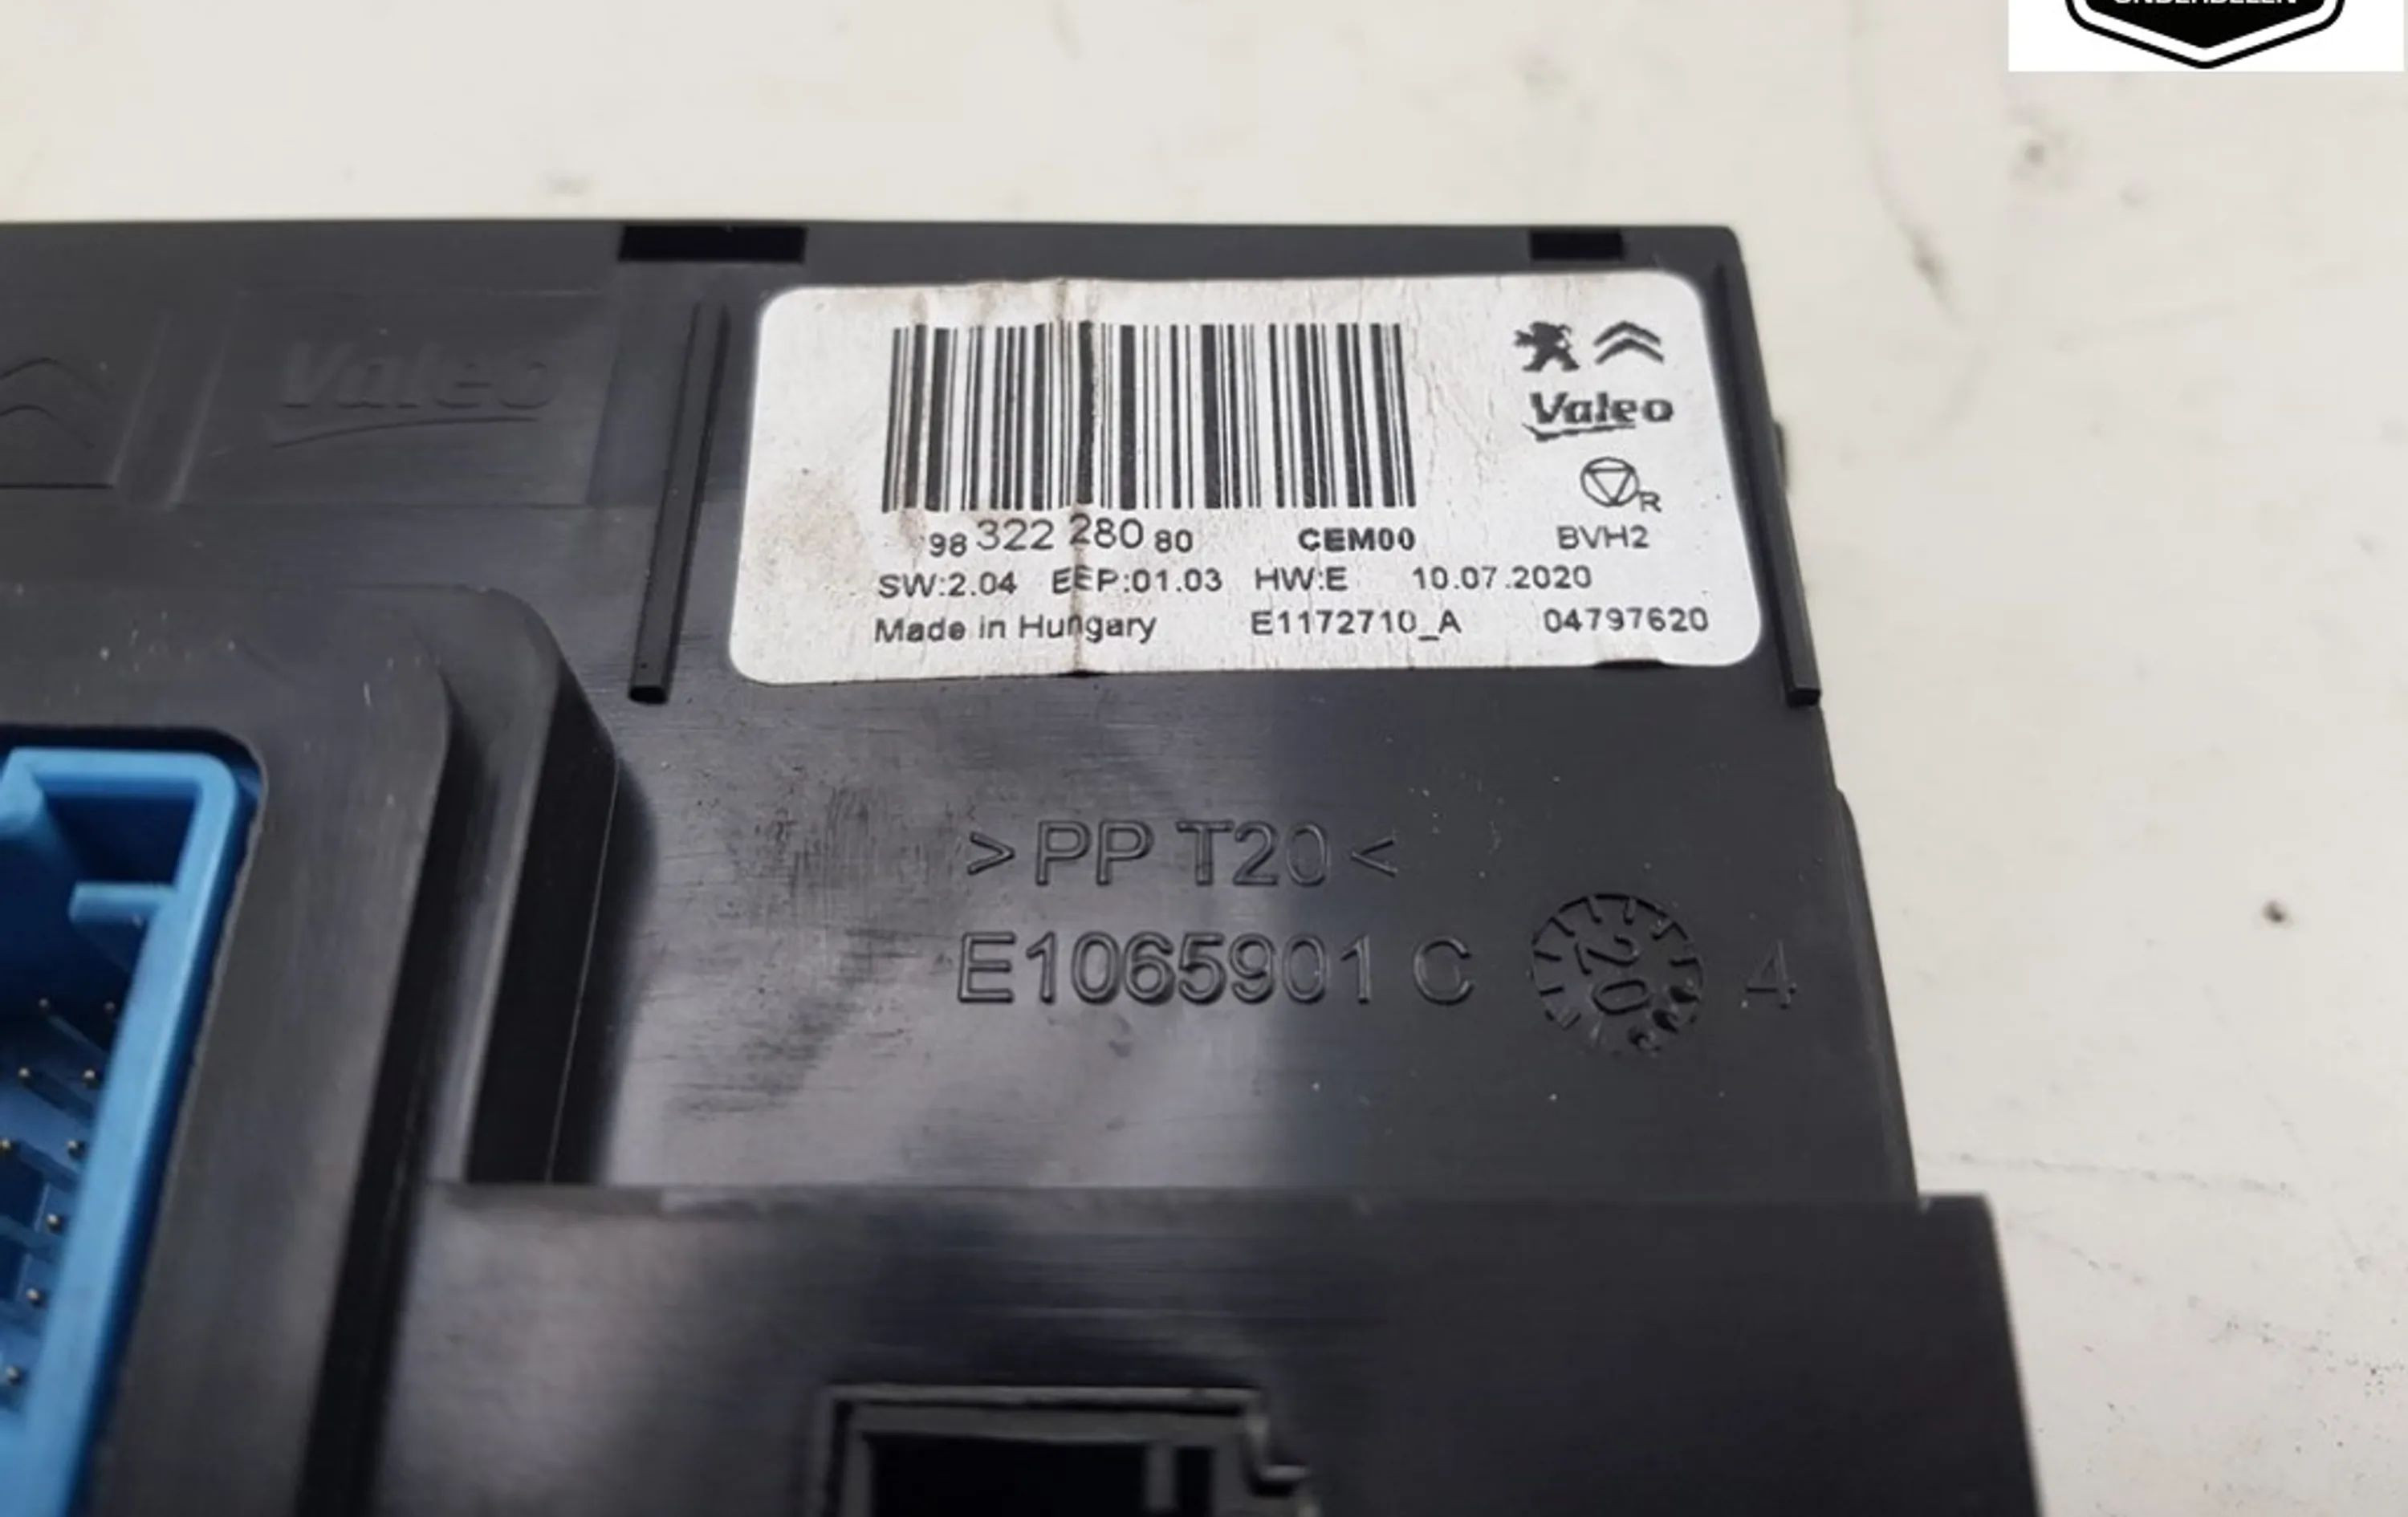 ONDERDELEN
Valeo
Valeo
R
98 322 280 80 CEM00 BVH2
SW:2.04 EEP:01.03 HW:E 10.07.2020
Made in Hungary E1172710_A 04797620
>PP T20<
E1065901 C 20 4